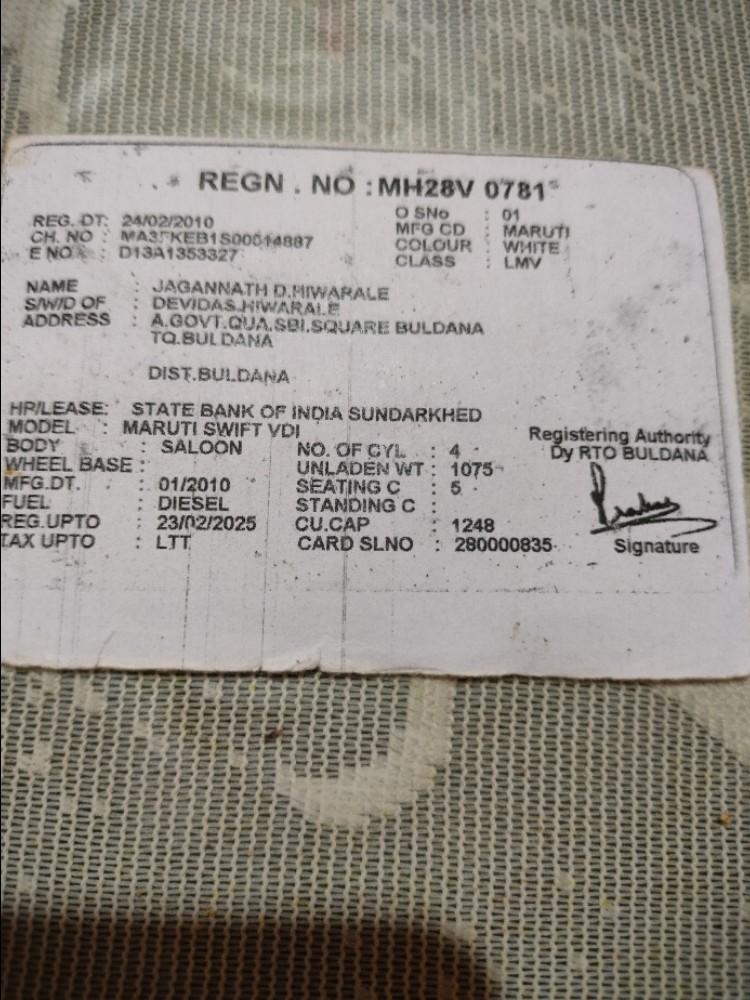 REGN . NO : MH28V 0781
REG. DT: 24/02/2010 O SNo : 01
CH. NO : MA3FKEB1S00514887 MFG CD : MARUTI
E NO : D13A1353327 COLOUR : WHITE
CLASS : LMV
NAME : JAGANNATH D.HIWARALE
S/W/D OF : DEVIDAS.HIWARALE
ADDRESS : A.GOVT.QUA.SBI.SQUARE BULDANA
TQ.BULDANA
DIST.BULDANA
HP/LEASE: STATE BANK OF INDIA SUNDARKHED
MODEL : MARUTI SWIFT VDI
BODY : SALOON NO. OF CYL : 4
WHEEL BASE : UNLADEN WT : 1075
MFG.DT. : 01/2010 SEATING C : 5
FUEL : DIESEL STANDING C :
REG.UPTO : 23/02/2025 CU.CAP : 1248
TAX UPTO : LTT CARD SLNO : 280000835
Registering Authority
Dy RTO BULDANA
Signature